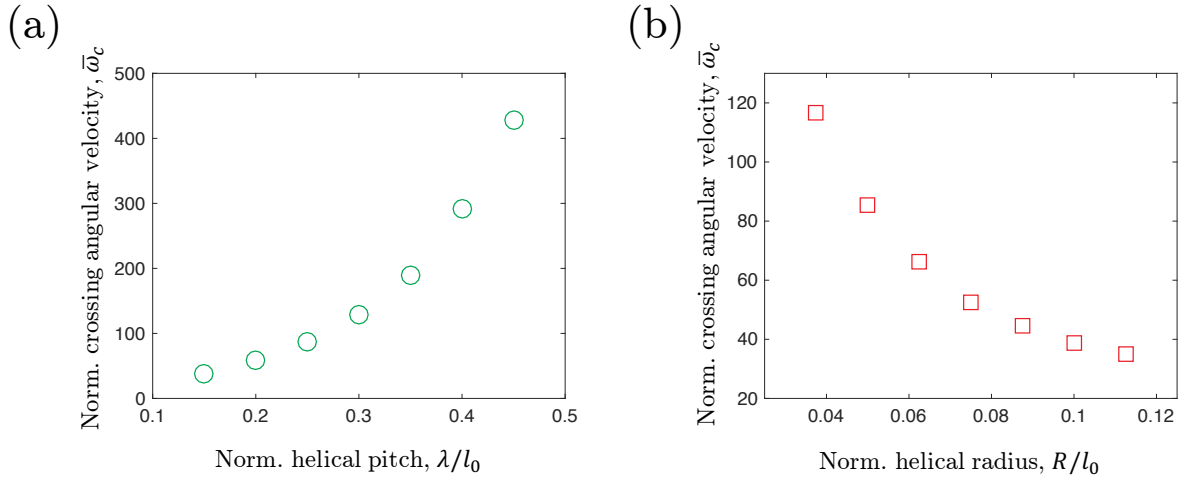 (a)
Norm. crossing angular velocity, ω̄_c
500
400
300
200
100
0
0.1 0.2 0.3 0.4 0.5
Norm. helical pitch, λ/l₀
(b)
Norm. crossing angular velocity, ω̄_c
120
100
80
60
40
20
0.04 0.06 0.08 0.1 0.12
Norm. helical radius, R/l₀